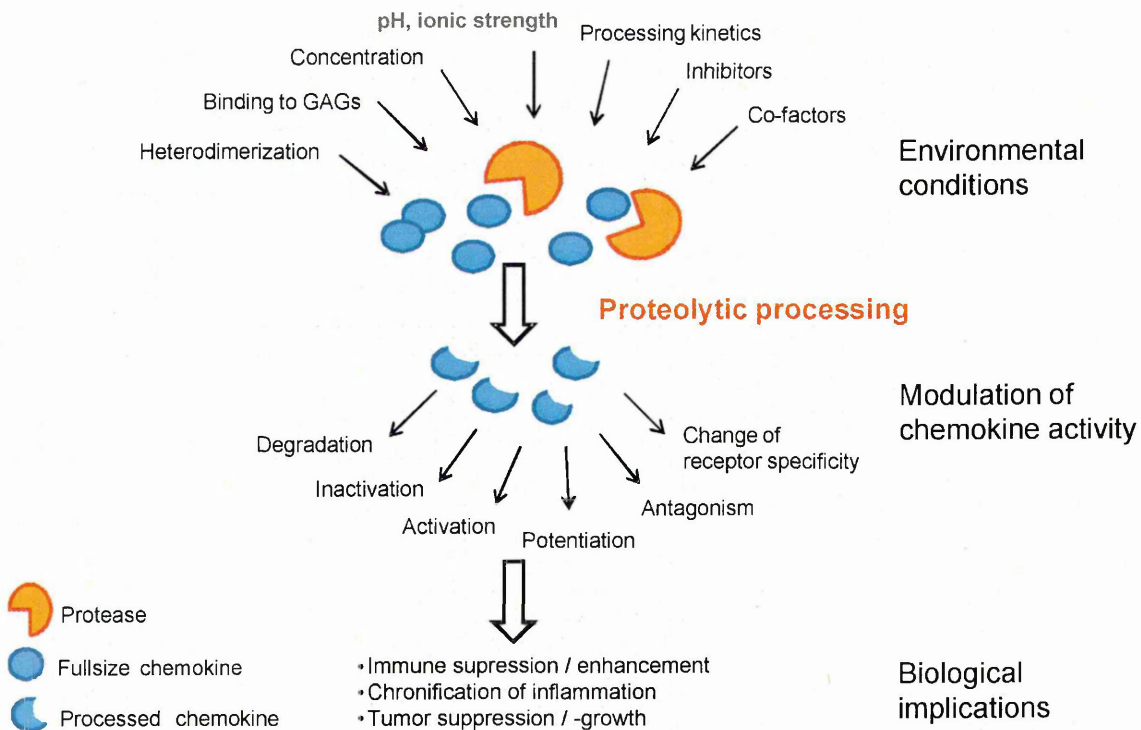 pH, ionic strength
Processing kinetics
Concentration
Inhibitors
Binding to GAGs
Co-factors
Heterodimerization
Environmental
conditions
Proteolytic processing
Modulation of
chemokine activity
Degradation
Change of
receptor specificity
Inactivation
Antagonism
Activation
Potentiation
Protease
Fullsize chemokine
Processed chemokine
•Immune supression / enhancement
•Chronification of inflammation
•Tumor suppression / -growth
Biological
implications